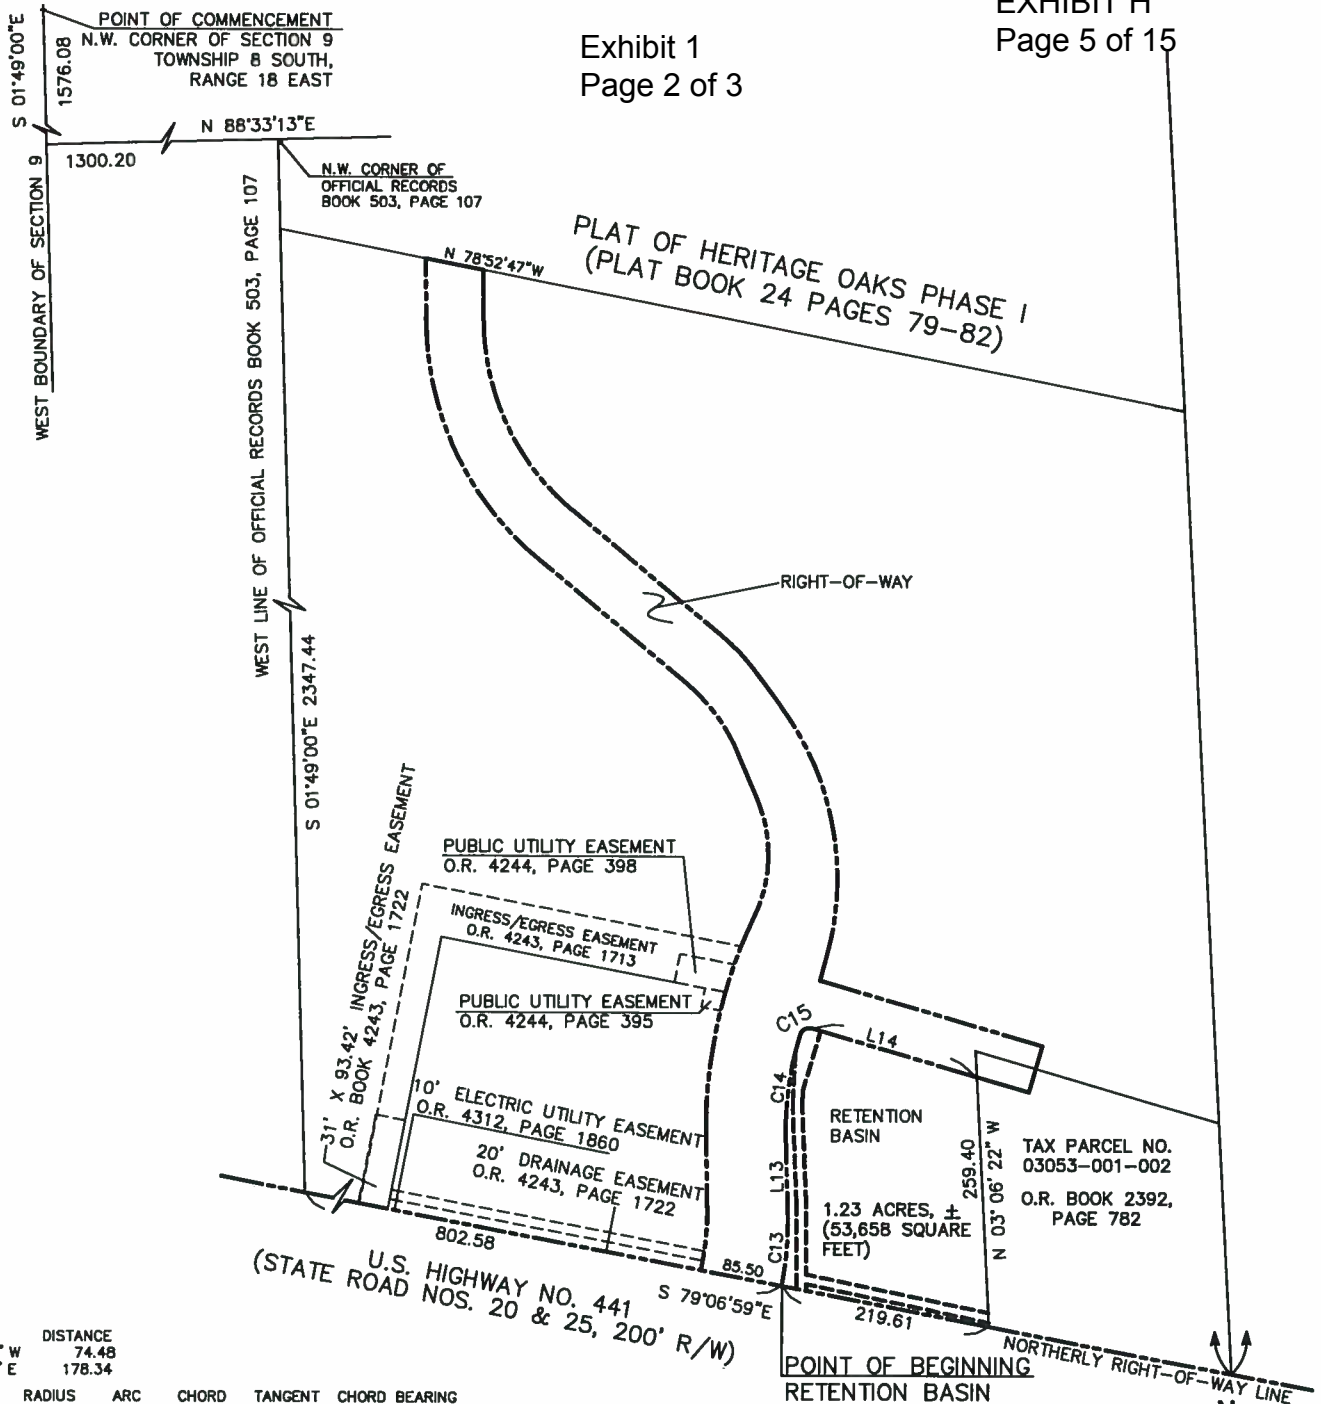 EXHIBIT H
Page 5 of 15
Exhibit 1
Page 2 of 3
S 01°49'00"E
1576.08
POINT OF COMMENCEMENT
N.W. CORNER OF SECTION 9
TOWNSHIP 8 SOUTH,
RANGE 18 EAST
N 88°33'13"E
1300.20
N.W. CORNER OF
OFFICIAL RECORDS
BOOK 503, PAGE 107
WEST BOUNDARY OF SECTION 9
WEST LINE OF OFFICIAL RECORDS BOOK 503, PAGE 107
N 78°52'47"W
PLAT OF HERITAGE OAKS PHASE I
(PLAT BOOK 24 PAGES 79-82)
RIGHT-OF-WAY
S 01°49'00"E 2347.44
PUBLIC UTILITY EASEMENT
O.R. 4244, PAGE 398
INGRESS/EGRESS EASEMENT
O.R. 4243, PAGE 1713
PUBLIC UTILITY EASEMENT
O.R. 4244, PAGE 395
31' X 93.42' INGRESS/EGRESS EASEMENT
O.R. BOOK 4243, PAGE 1722
10' ELECTRIC UTILITY EASEMENT
O.R. 4312, PAGE 1860
20' DRAINAGE EASEMENT
O.R. 4243, PAGE 1722
C15
L14
C14
L13
C13
RETENTION
BASIN
1.23 ACRES, ±
(53,658 SQUARE
FEET)
259.40
N 03°06'22" W
TAX PARCEL NO.
03053-001-002
O.R. BOOK 2392,
PAGE 782
802.58
85.50
S 79°06'59"E
219.61
U.S. HIGHWAY NO. 441
(STATE ROAD NOS. 20 & 25, 200' R/W)
POINT OF BEGINNING
RETENTION BASIN
NORTHERLY RIGHT-OF-WAY LINE
DISTANCE
" W 74.48
" E 178.34
RADIUS ARC CHORD TANGENT CHORD BEARING